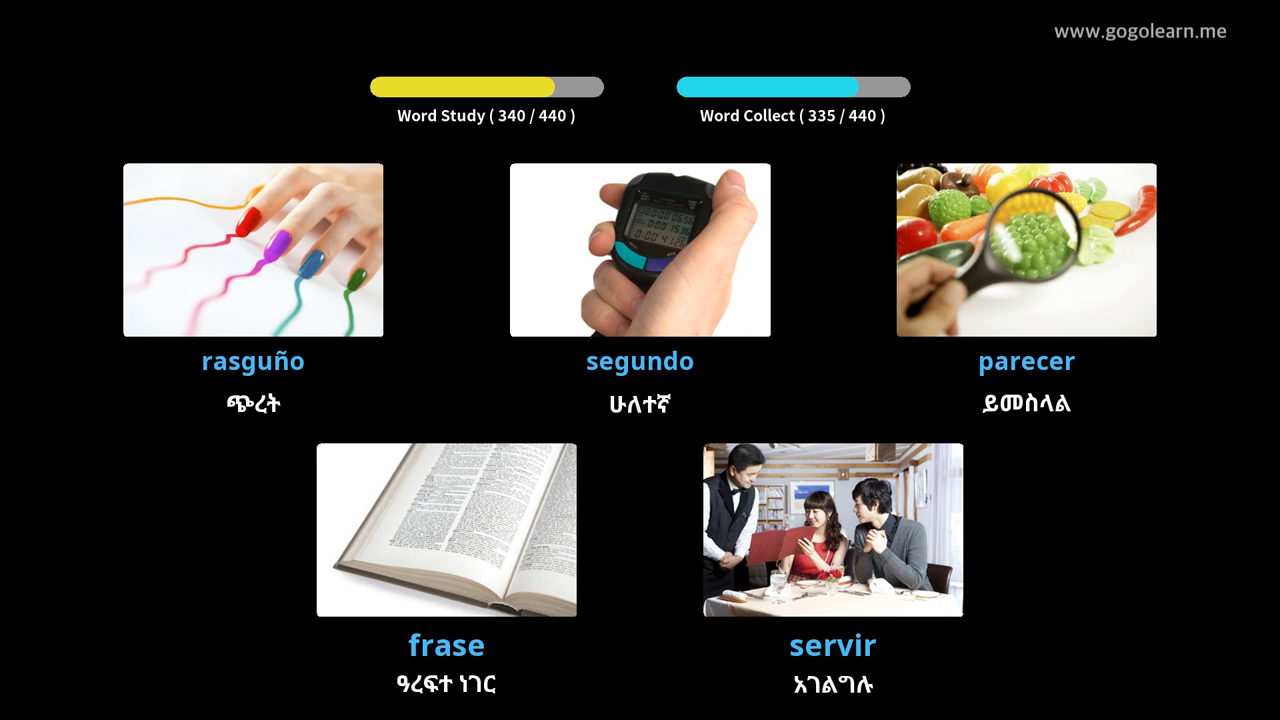 www.gogolearn.me
Word Study ( 340 / 440 )
Word Collect ( 335 / 440 )
rasguño
segundo
parecer
ጭረት
ሁለተኛ
ይመስላል
frase
servir
ዓረፍተ ነገር
አገልግሉ